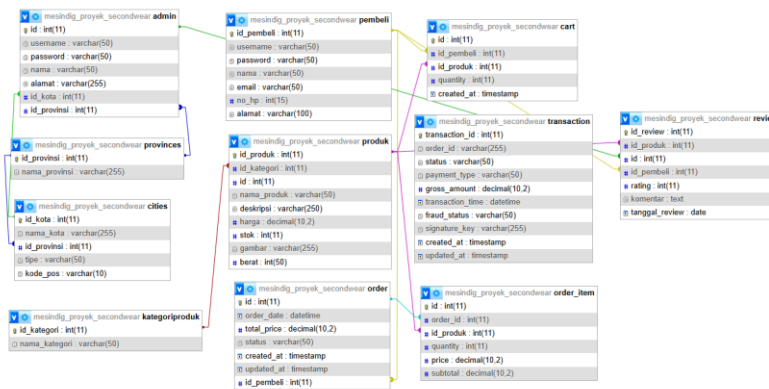 mesindig_proyek_secondwear admin
id : int(11)
username : varchar(50)
password : varchar(50)
nama : varchar(50)
alamat : varchar(255)
id_kota : int(11)
id_provinsi : int(11)
mesindig_proyek_secondwear provinces
id_provinsi : int(11)
nama_provinsi : varchar(255)
mesindig_proyek_secondwear cities
id_kota : int(11)
nama_kota : varchar(255)
id_provinsi : int(11)
tipe : varchar(50)
kode_pos : varchar(10)
mesindig_proyek_secondwear kategoriproduk
id_kategori : int(11)
nama_kategori : varchar(50)
mesindig_proyek_secondwear pembeli
id_pembeli : int(11)
username : varchar(50)
password : varchar(50)
nama : varchar(50)
email : varchar(50)
no_hp : int(15)
alamat : varchar(100)
mesindig_proyek_secondwear produk
id_produk : int(11)
id_kategori : int(11)
id : int(11)
nama_produk : varchar(50)
deskripsi : varchar(250)
harga : decimal(10,2)
stok : int(11)
gambar : varchar(255)
berat : int(50)
mesindig_proyek_secondwear order
id : int(11)
order_date : datetime
total_price : decimal(10,2)
status : varchar(50)
created_at : timestamp
updated_at : timestamp
id_pembeli : int(11)
mesindig_proyek_secondwear cart
id : int(11)
id_pembeli : int(11)
id_produk : int(11)
quantity : int(11)
created_at : timestamp
mesindig_proyek_secondwear transaction
transaction_id : int(11)
order_id : varchar(255)
status : varchar(50)
payment_type : varchar(50)
gross_amount : decimal(10,2)
transaction_time : datetime
fraud_status : varchar(50)
signature_key : varchar(255)
created_at : timestamp
updated_at : timestamp
mesindig_proyek_secondwear order_item
id : int(11)
order_id : int(11)
id_produk : int(11)
quantity : int(11)
price : decimal(10,2)
subtotal : decimal(10,2)
mesindig_proyek_secondwear revie
id_review : int(11)
id_produk : int(11)
id : int(11)
id_pembeli : int(11)
rating : int(11)
komentar : text
tanggal_review : date